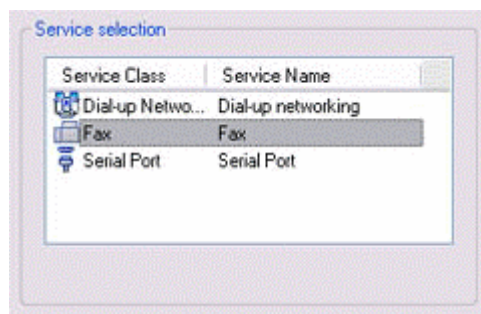 Service selection
Service Class Service Name
Dial-up Netwo... Dial-up networking
Fax Fax
Serial Port Serial Port